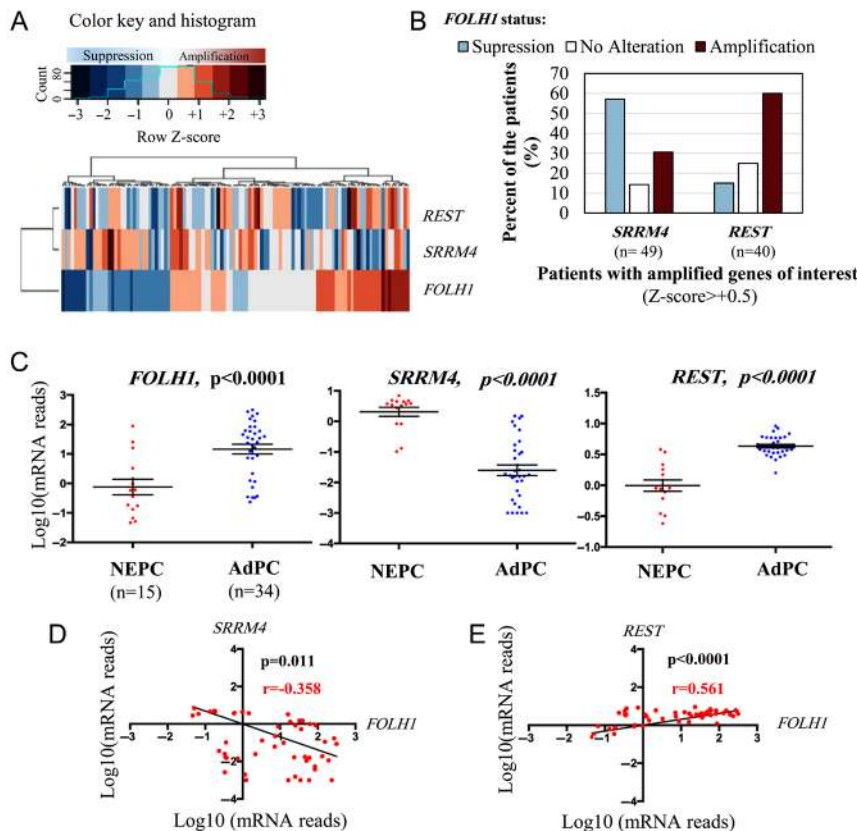 A
Color key and histogram
Suppression
Amplification
Count
80
40
0
−3 −2 −1 0 +1 +2 +3
Row Z-score
REST
SRRM4
FOLH1
B
FOLH1 status:
Supression No Alteration Amplification
Percent of the patients
(%)
70
60
50
40
30
20
10
0
SRRM4 REST
(n= 49) (n=40)
Patients with amplified genes of interest
(Z-score>+0.5)
C
FOLH1, p<0.0001
Log10(mRNA reads)
3
2
1
0
−1
−2
NEPC AdPC
(n=15) (n=34)
SRRM4, p<0.0001
1
0
−1
−2
−3
−4
NEPC AdPC
REST, p<0.0001
1.5
1.0
0.5
0.0
−0.5
−1.0
NEPC AdPC
D
SRRM4
Log10(mRNA reads)
4
2
−2
−4
p=0.011
r=-0.358
FOLH1
−3 −2 −1 0 1 2 3
Log10 (mRNA reads)
E
REST
Log10(mRNA reads)
4
2
−2
−4
p<0.0001
r=0.561
FOLH1
−3 −2 −1 0 1 2 3
Log10 (mRNA reads)